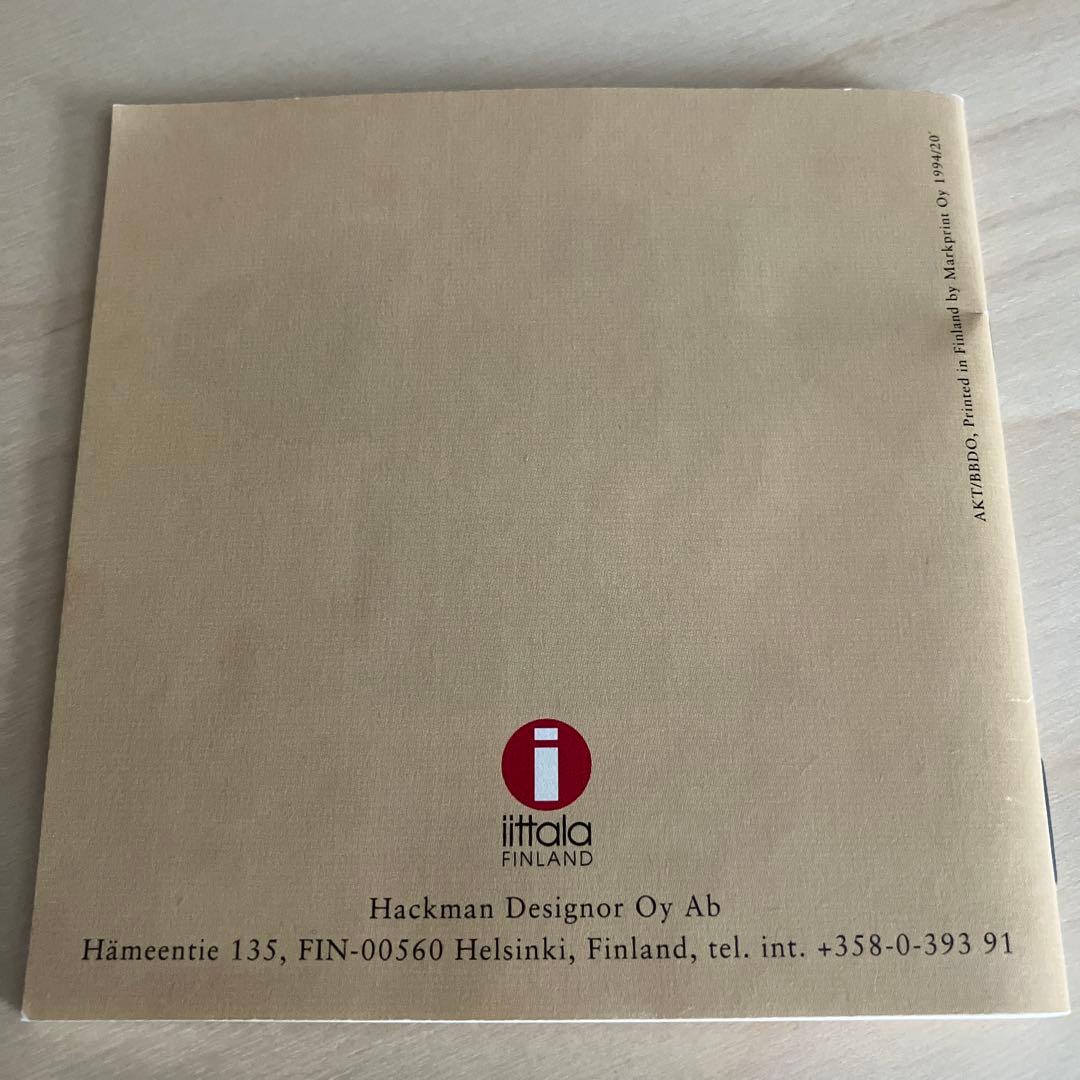 AKT/BBDO, Printed in Finland by Markprint Oy 1994/20'
i
iittala
FINLAND
Hackman Designor Oy Ab
Hämeentie 135, FIN-00560 Helsinki, Finland, tel. int. +358-0-393 91